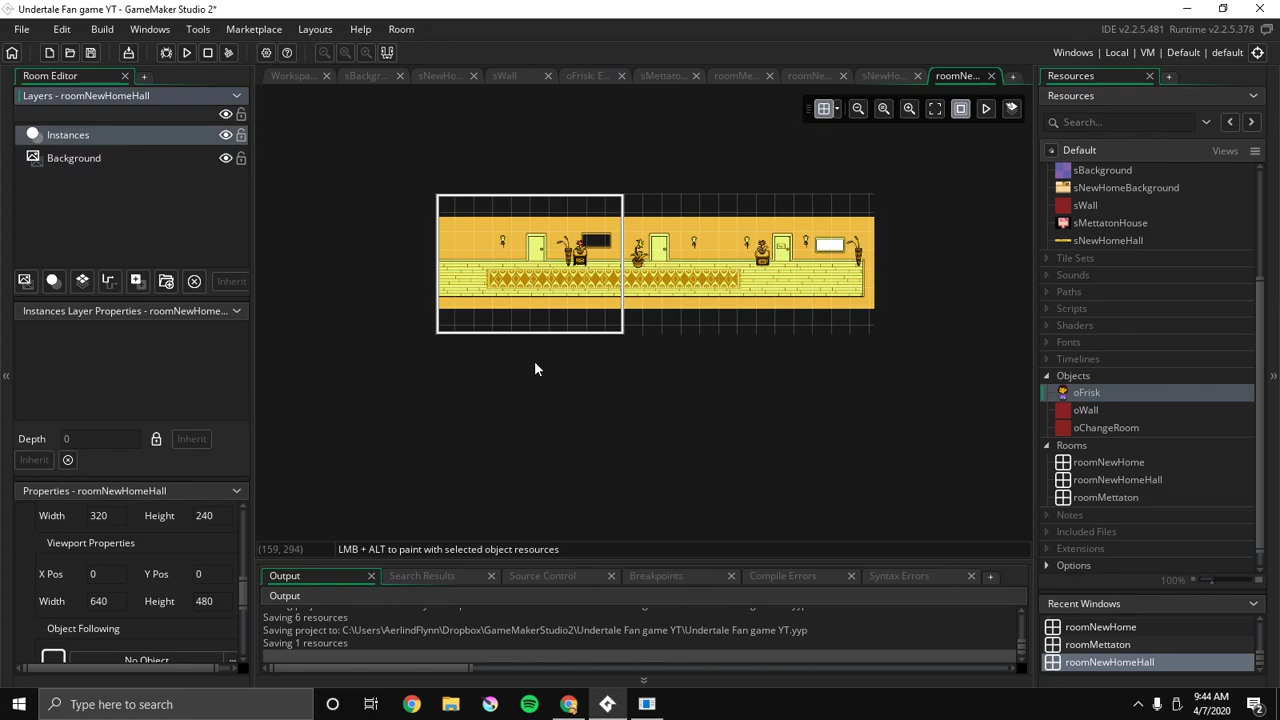 Undertale Fan game YT - GameMaker Studio 2*
File Edit Build Windows Tools Marketplace Layouts Help Room
IDE v2.2.5.481 Runtime v2.2.5.378
Windows | Local | VM | Default | default
Room Editor
Layers - roomNewHomeHall
Instances
Background
Inherit
Instances Layer Properties - roomNewHome...
Depth 0 Inherit
Inherit
Properties - roomNewHomeHall
Width 320 Height 240
Viewport Properties
X Pos 0 Y Pos 0
Width 640 Height 480
Object Following
No Object ...
Workspa... sBackgr... sNewHo... sWall oFrisk: E... sMettato... roomMe... roomNe... sNewHo... roomNe...
(159, 294) LMB + ALT to paint with selected object resources
Output Search Results Source Control Breakpoints Compile Errors Syntax Errors
Output
Saving 6 resources
Saving project to: C:\Users\AerlindFlynn\Dropbox\GameMakerStudio2\Undertale Fan game YT\Undertale Fan game YT.yyp
Saving 1 resources
Resources
Resources
Search...
Default Views
sBackground
sNewHomeBackground
sWall
sMettatonHouse
sNewHomeHall
Tile Sets
Sounds
Paths
Scripts
Shaders
Fonts
Timelines
Objects
oFrisk
oWall
oChangeRoom
Rooms
roomNewHome
roomNewHomeHall
roomMettaton
Notes
Included Files
Extensions
Options
100%
Recent Windows
roomNewHome
roomMettaton
roomNewHomeHall
Type here to search
9:44 AM
4/7/2020
2